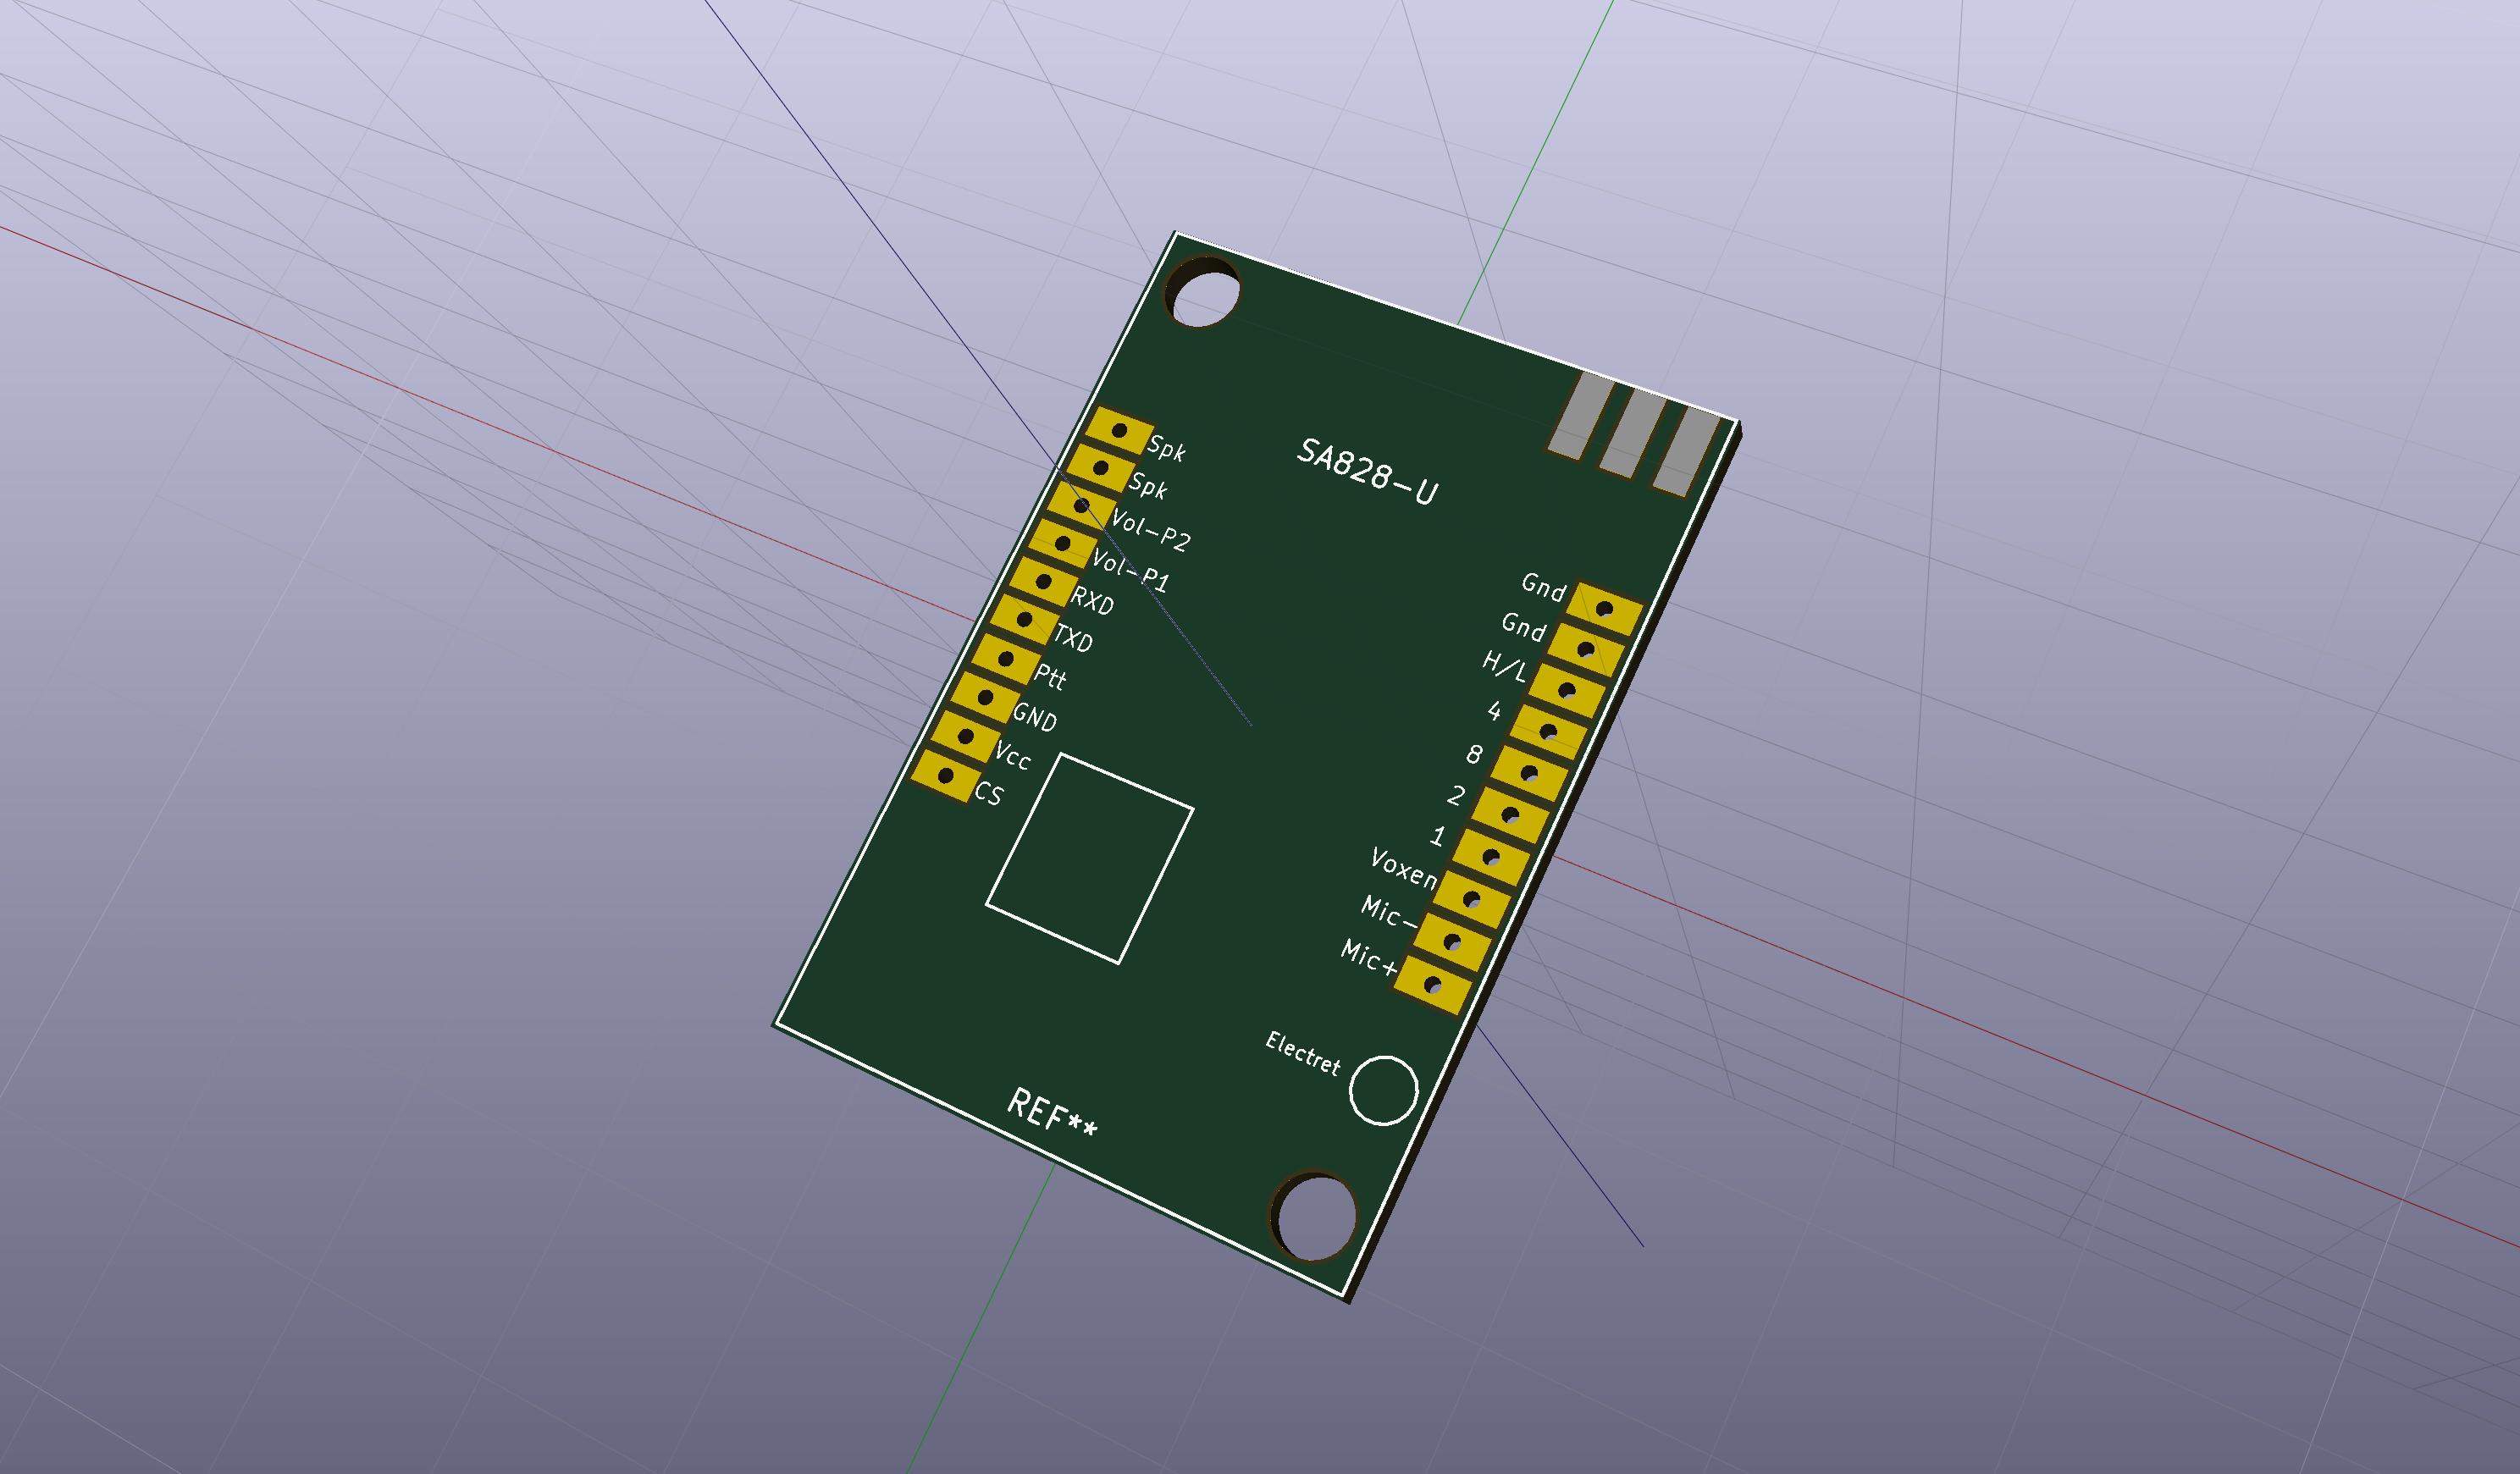 SA828-U
Spk
Spk
Vol-P2
Vol-P1
RXD
TXD
Ptt
GND
Vcc
CS
Gnd
Gnd
H/L
4
8
2
1
Voxen
Mic-
Mic+
Electret
REF**